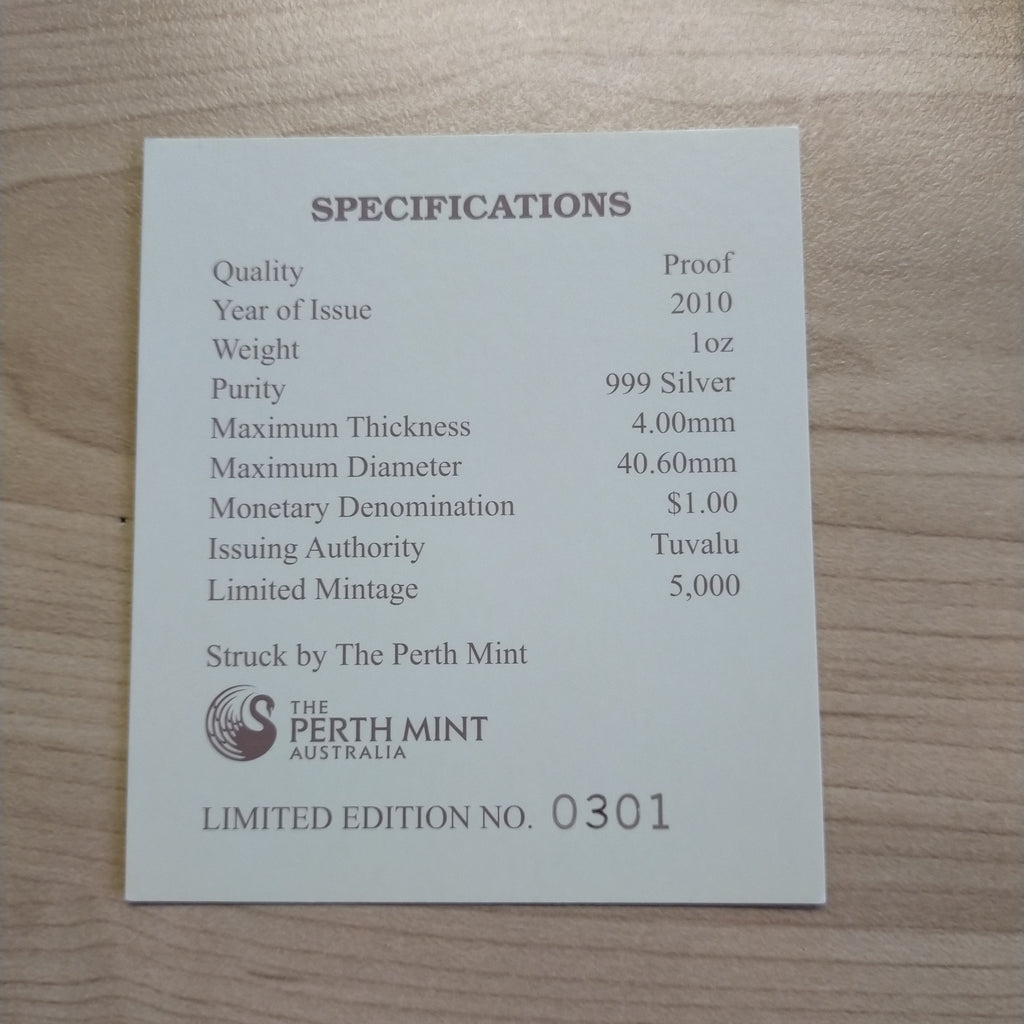 SPECIFICATIONS
Quality Proof
Year of Issue 2010
Weight 1oz
Purity 999 Silver
Maximum Thickness 4.00mm
Maximum Diameter 40.60mm
Monetary Denomination $1.00
Issuing Authority Tuvalu
Limited Mintage 5,000
Struck by The Perth Mint
THE
PERTH MINT
AUSTRALIA
LIMITED EDITION NO. 0301